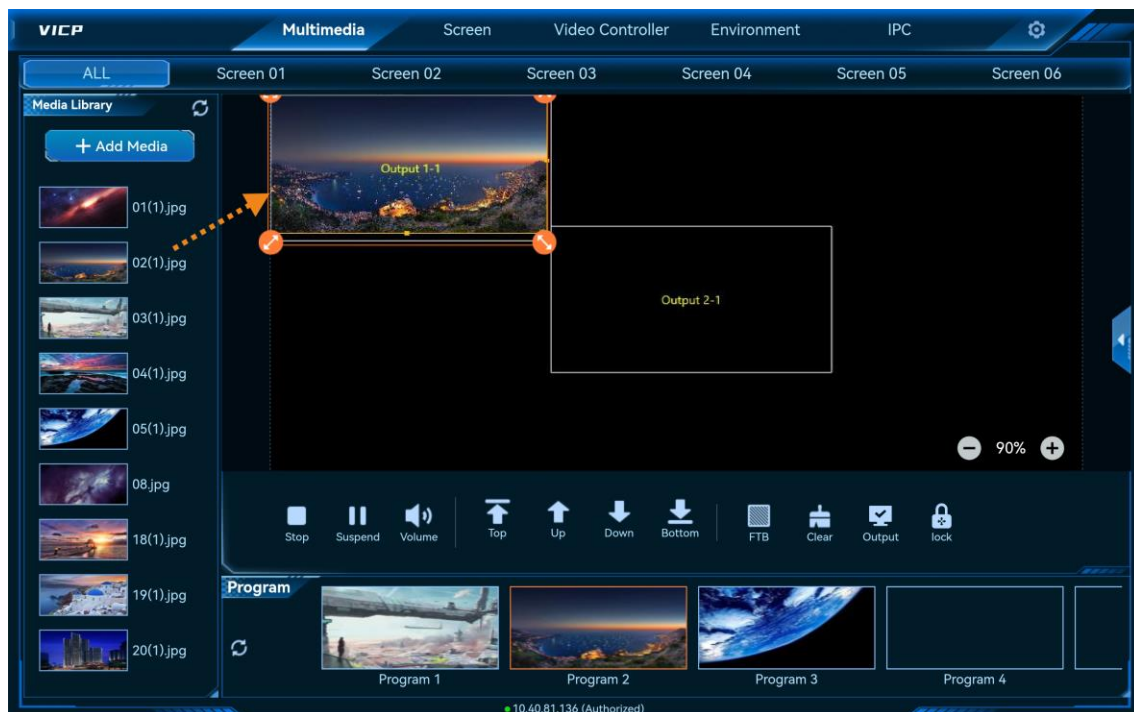 VICP
Multimedia
Screen
Video Controller
Environment
IPC
ALL
Screen 01
Screen 02
Screen 03
Screen 04
Screen 05
Screen 06
Media Library
+ Add Media
01(1).jpg
02(1).jpg
03(1).jpg
04(1).jpg
05(1).jpg
08.jpg
18(1).jpg
19(1).jpg
20(1).jpg
Output 1-1
Output 2-1
90%
Stop
Suspend
Volume
Top
Up
Down
Bottom
FTB
Clear
Output
lock
Program
Program 1
Program 2
Program 3
Program 4
10.40.81.136 (Authorized)